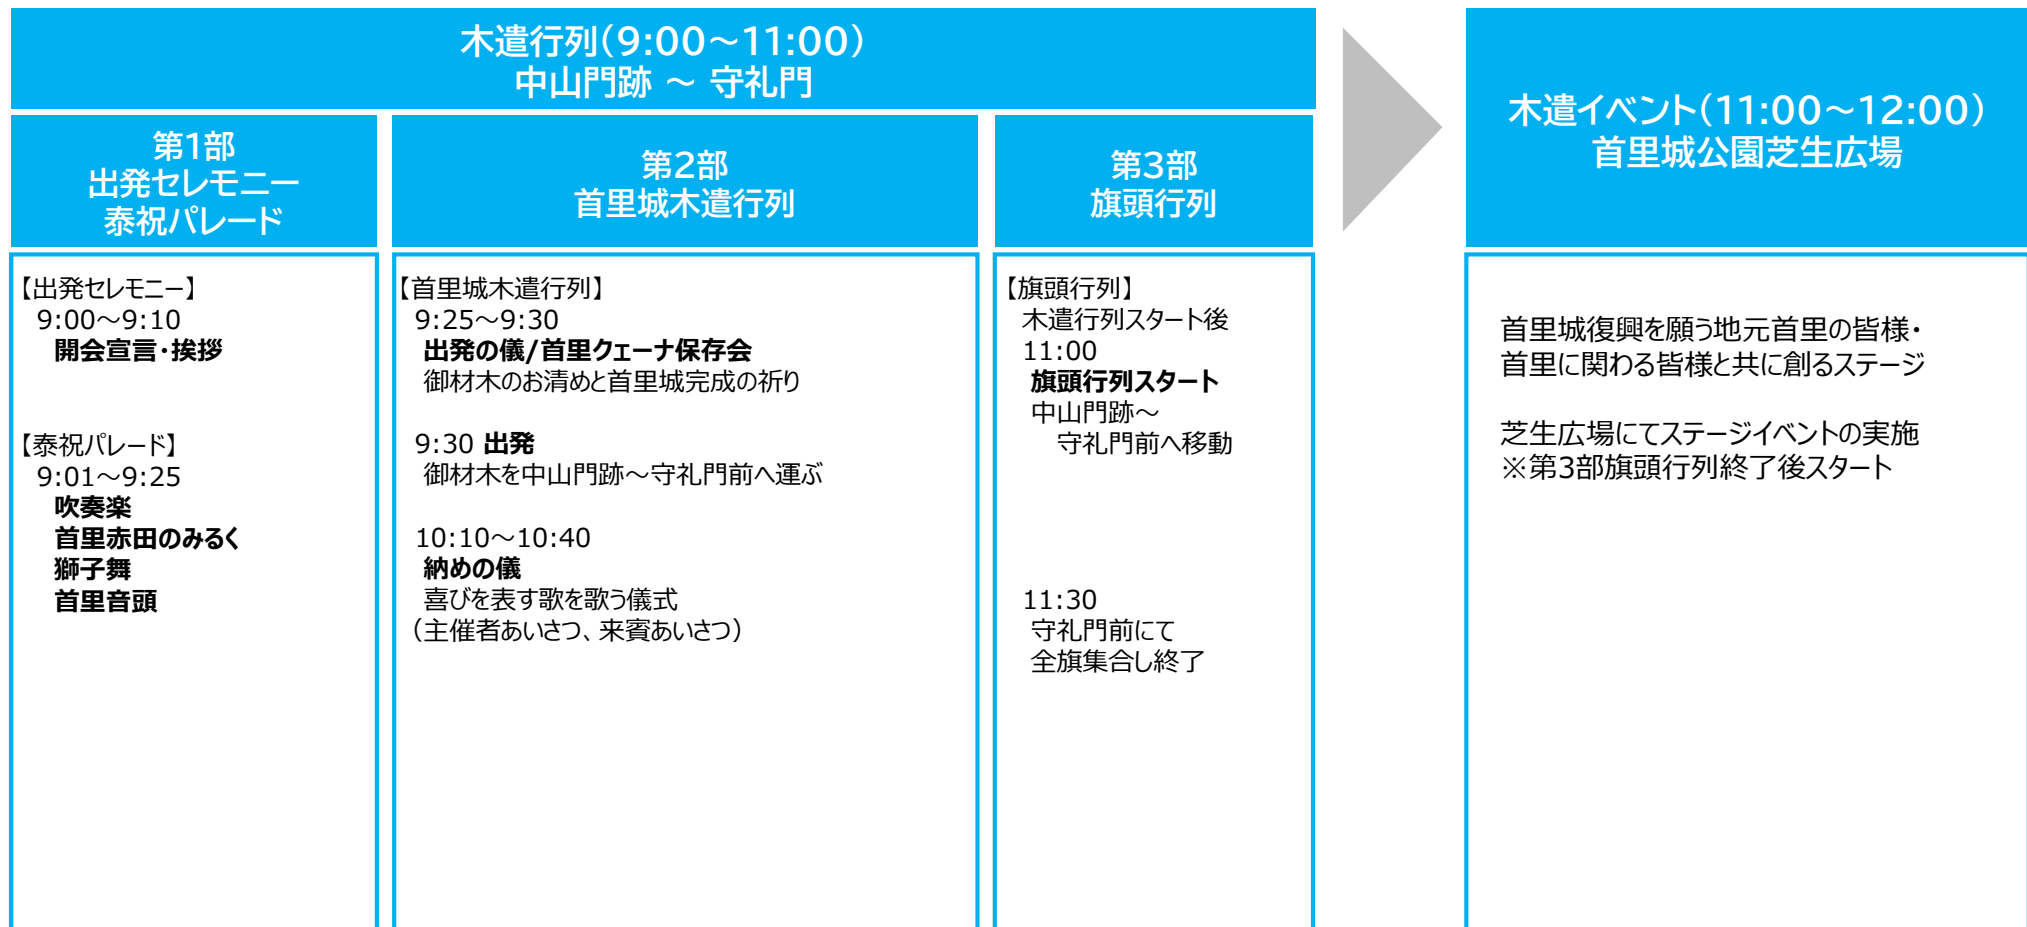 木遣行列（9:00～11:00）
中山門跡 ～ 守礼門
第1部
出発セレモニー
泰祝パレード
【出発セレモニー】
9:00～9:10
開会宣言・挨拶
【泰祝パレード】
9:01～9:25
吹奏楽
首里赤田のみるく
獅子舞
首里音頭
第2部
首里城木遣行列
【首里城木遣行列】
9:25～9:30
出発の儀/首里クェーナ保存会
御材木のお清めと首里城完成の祈り
9:30 出発
御材木を中山門跡～守礼門前へ運ぶ
10:10～10:40
納めの儀
喜びを表す歌を歌う儀式
（主催者あいさつ、来賓あいさつ）
第3部
旗頭行列
【旗頭行列】
木遣行列スタート後
11:00
旗頭行列スタート
中山門跡～
守礼門前へ移動
11:30
守礼門前にて
全旗集合し終了
木遣イベント（11:00～12:00）
首里城公園芝生広場
首里城復興を願う地元首里の皆様・
首里に関わる皆様と共に創るステージ
芝生広場にてステージイベントの実施
※第3部旗頭行列終了後スタート